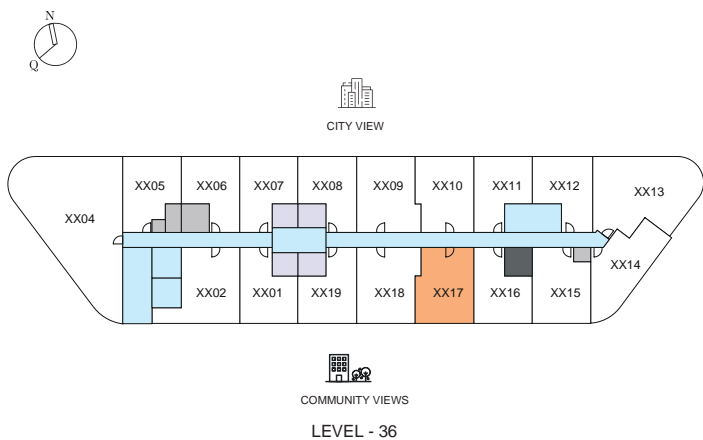 N
Q
CITY VIEW
XX05 XX06 XX07 XX08 XX09 XX10 XX11 XX12
XX13
XX04
XX14
XX02 XX01 XX19 XX18 XX17 XX16 XX15
COMMUNITY VIEWS
LEVEL - 36